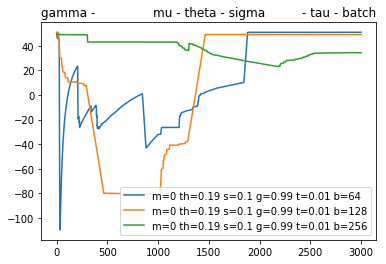 gamma - mu - theta - sigma - tau - batch
40
20
0
−20
−40
−60
−80
−100
0 500 1000 1500 2000 2500 3000
m=0 th=0.19 s=0.1 g=0.99 t=0.01 b=64
m=0 th=0.19 s=0.1 g=0.99 t=0.01 b=128
m=0 th=0.19 s=0.1 g=0.99 t=0.01 b=256